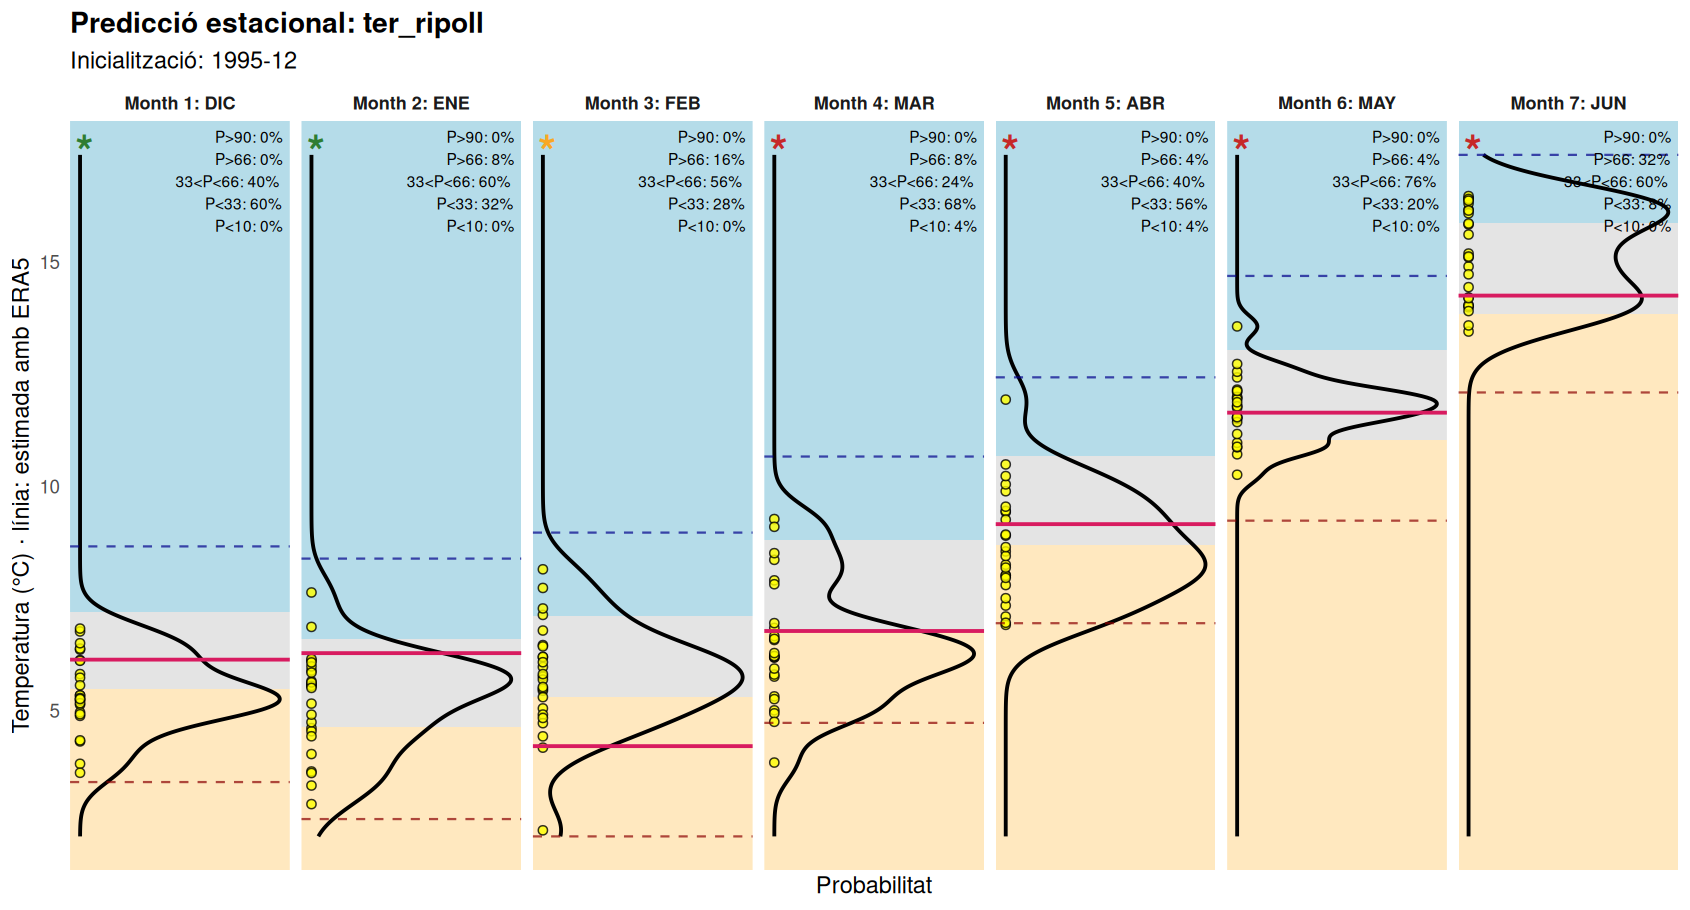 Predicció estacional: ter_ripoll
Inicialització: 1995-12
Month 1: DIC
P>90: 0%
P>66: 0%
33<P<66: 40%
P<33: 60%
P<10: 0%
Month 2: ENE
P>90: 0%
P>66: 8%
33<P<66: 60%
P<33: 32%
P<10: 0%
Month 3: FEB
P>90: 0%
P>66: 16%
33<P<66: 56%
P<33: 28%
P<10: 0%
Month 4: MAR
P>90: 0%
P>66: 8%
33<P<66: 24%
P<33: 68%
P<10: 4%
Month 5: ABR
P>90: 0%
P>66: 4%
33<P<66: 40%
P<33: 56%
P<10: 4%
Month 6: MAY
P>90: 0%
P>66: 4%
33<P<66: 76%
P<33: 20%
P<10: 0%
Month 7: JUN
P>90: 0%
P>66: 32%
33<P<66: 60%
P<33: 8%
P<10: 0%
Temperatura (°C) · línia: estimada amb ERA5
15
10
5
Probabilitat